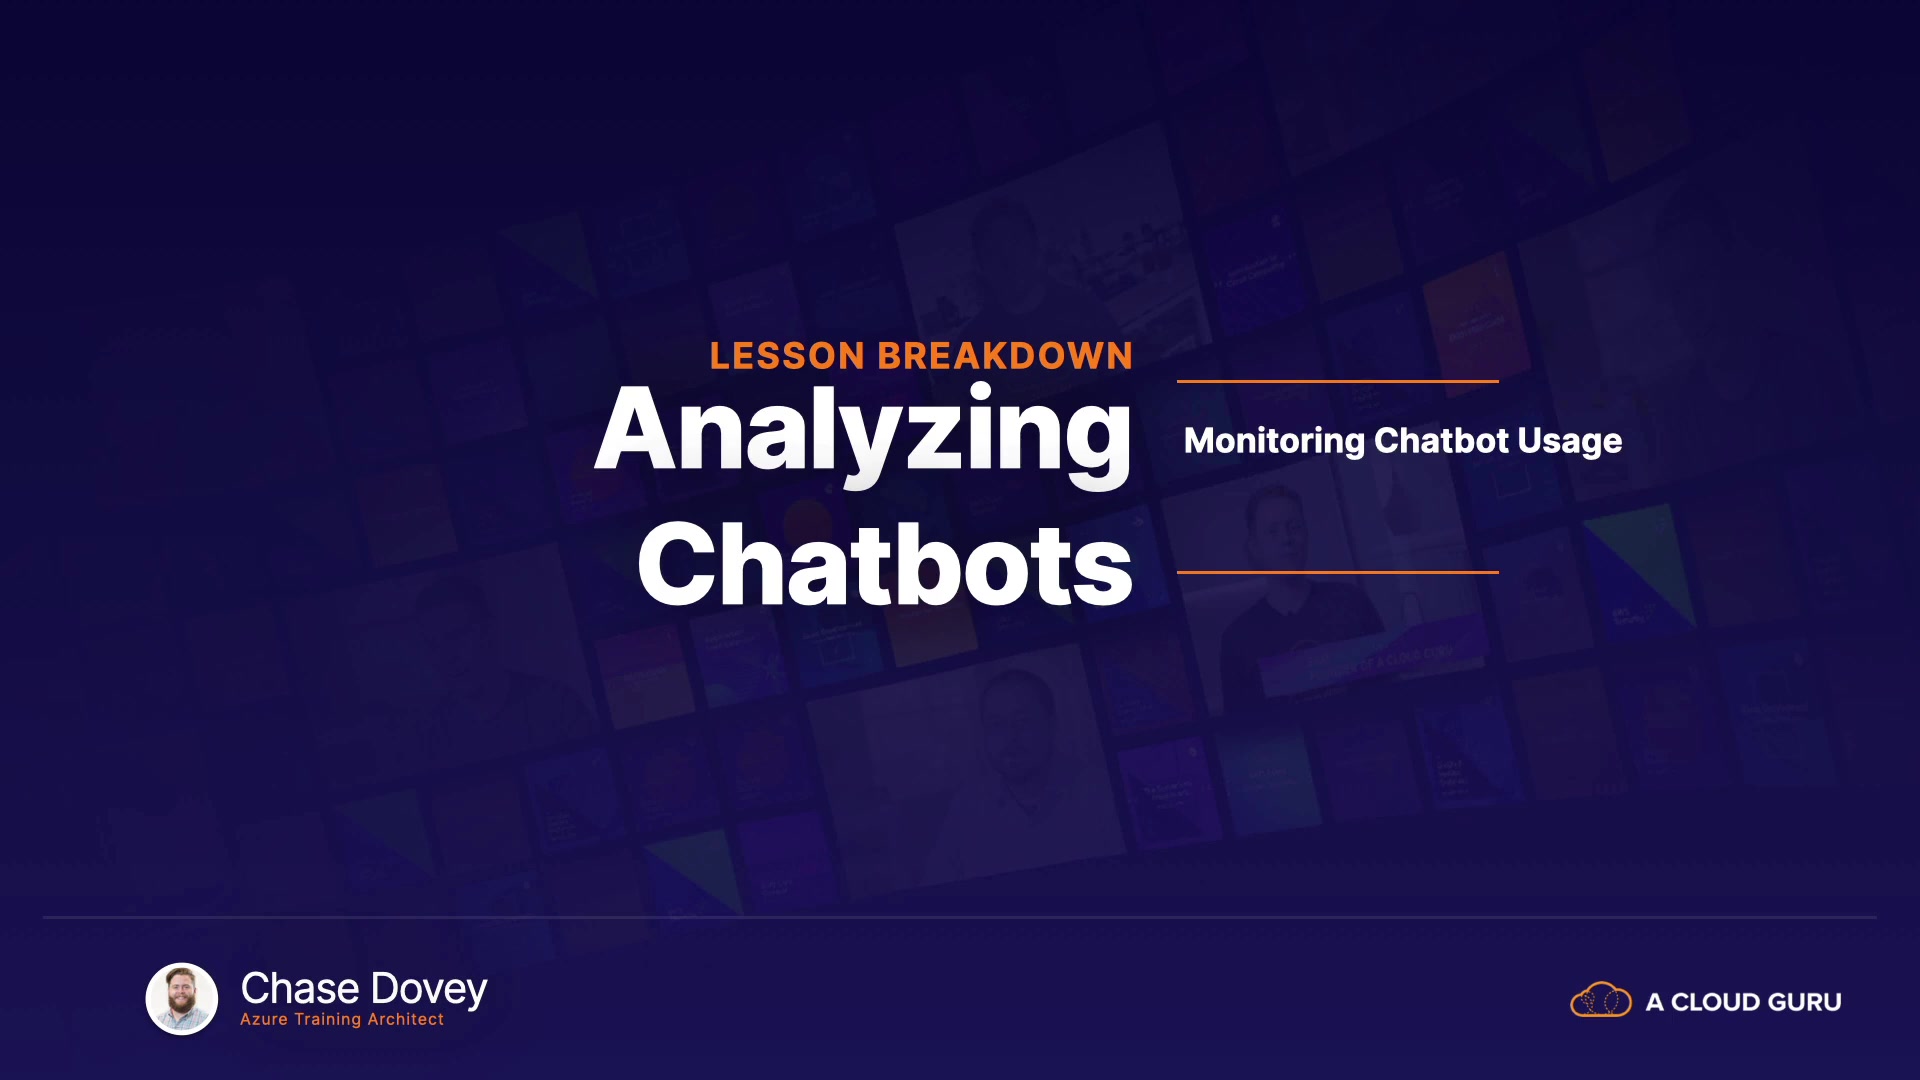 LESSON BREAKDOWN
Analyzing
Chatbots
Monitoring Chatbot Usage
Chase Dovey
Azure Training Architect
A CLOUD GURU